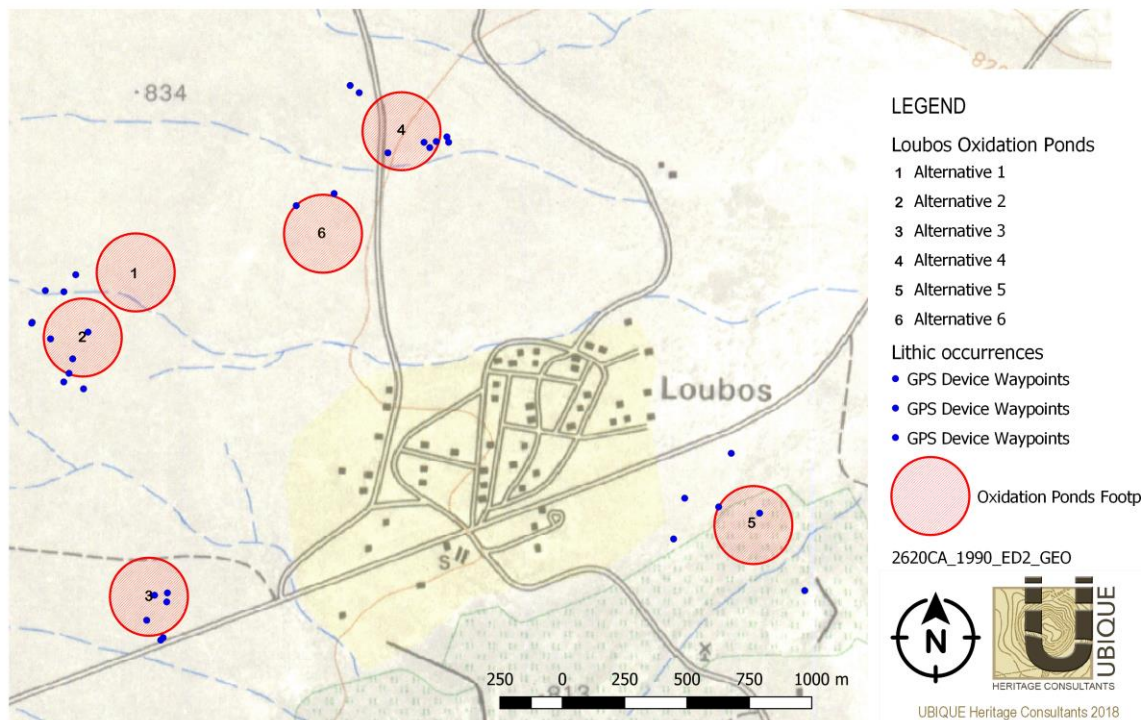 834
4
6
1
2
Loubos
5
3
S
813
250 0 250 500 750 1000 m
LEGEND
Loubos Oxidation Ponds
1 Alternative 1
2 Alternative 2
3 Alternative 3
4 Alternative 4
5 Alternative 5
6 Alternative 6
Lithic occurrences
GPS Device Waypoints
GPS Device Waypoints
GPS Device Waypoints
Oxidation Ponds Footp
2620CA_1990_ED2_GEO
N
UBIQUE
HERITAGE CONSULTANTS
UBIQUE Heritage Consultants 2018